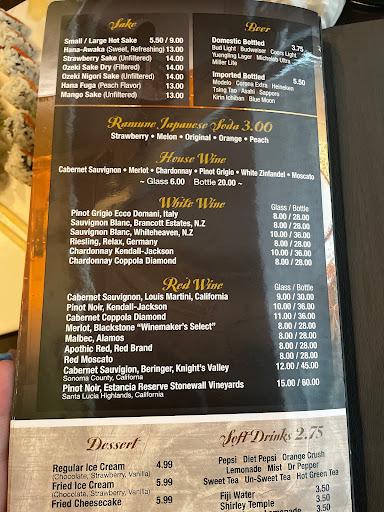 Sake
Small / Large Hot Sake 5.50 / 9.00
Hana-Awaka (Sweet, Refreshing) 13.00
Strawberry Sake (Unfiltered) 14.00
Ozeki Sake Dry (Filtered) 14.00
Ozeki Nigori Sake (Unfiltered) 14.00
Hana Fuga (Peach Flavor) 13.00
Mango Sake (Unfiltered) 14.00
Beer
Domestic Bottled 3.75
Bud Light Budweiser Coors Light
Yuengling Lager Michelob Ultra
Miller Lite
Imported Bottled 5.50
Modelo Corona Extra Heineken
Tsing Tao Asahi Sapporo
Kirin Ichiban Blue Moon
Ramune Japanese Soda 3.00
Strawberry • Melon • Original • Orange • Peach
House Wine
Cabernet Sauvignon • Merlot • Chardonnay • Pinot Grigio • White Zinfandel • Moscato
~ Glass 6.00 Bottle 20.00 ~
White Wine
Glass / Bottle
Pinot Grigio Ecco Domani, Italy 8.00 / 28.00
Sauvignon Blanc, Brancott Estates, N.Z 8.00 / 28.00
Sauvignon Blanc, Whitehaven, N.Z 10.00 / 36.00
Riesling, Relax, Germany 8.00 / 28.00
Chardonnay Kendall-Jackson 10.00 / 36.00
Chardonnay Coppola Diamond 8.00 / 28.00
Red Wine
Glass / Bottle
Cabernet Sauvignon, Louis Martini, California 9.00 / 30.00
Pinot Noir, Kendall-Jackson 10.00 / 36.00
Cabernet Coppola Diamond 11.00 / 36.00
Merlot, Blackstone "Winemaker's Select" 8.00 / 28.00
Malbec, Alamos 8.00 / 28.00
Apothic Red, Red Brand 8.00 / 28.00
Red Moscato 8.00 / 28.00
Cabernet Sauvigion, Beringer, Knight's Valley 12.00 / 45.00
Sonoma County, California
Pinot Noir, Estancia Reserve Stonewall Vineyards 15.00 / 60.00
Santa Lucia Highlands, California
Dessert
Regular Ice Cream 4.99
(Chocolate, Strawberry, Vanilla)
Fried Ice Cream 5.99
(Chocolate, Strawberry, Vanilla)
Fried Cheesecake 5.99
Soft Drinks 2.75
Pepsi Diet Pepsi Orange Crush
Lemonade Mist Dr Pepper
Sweet Tea Un-Sweet Tea Hot Green Tea
Fiji Water 3.50
Shirley Temple 3.50
Lemonade 3.50